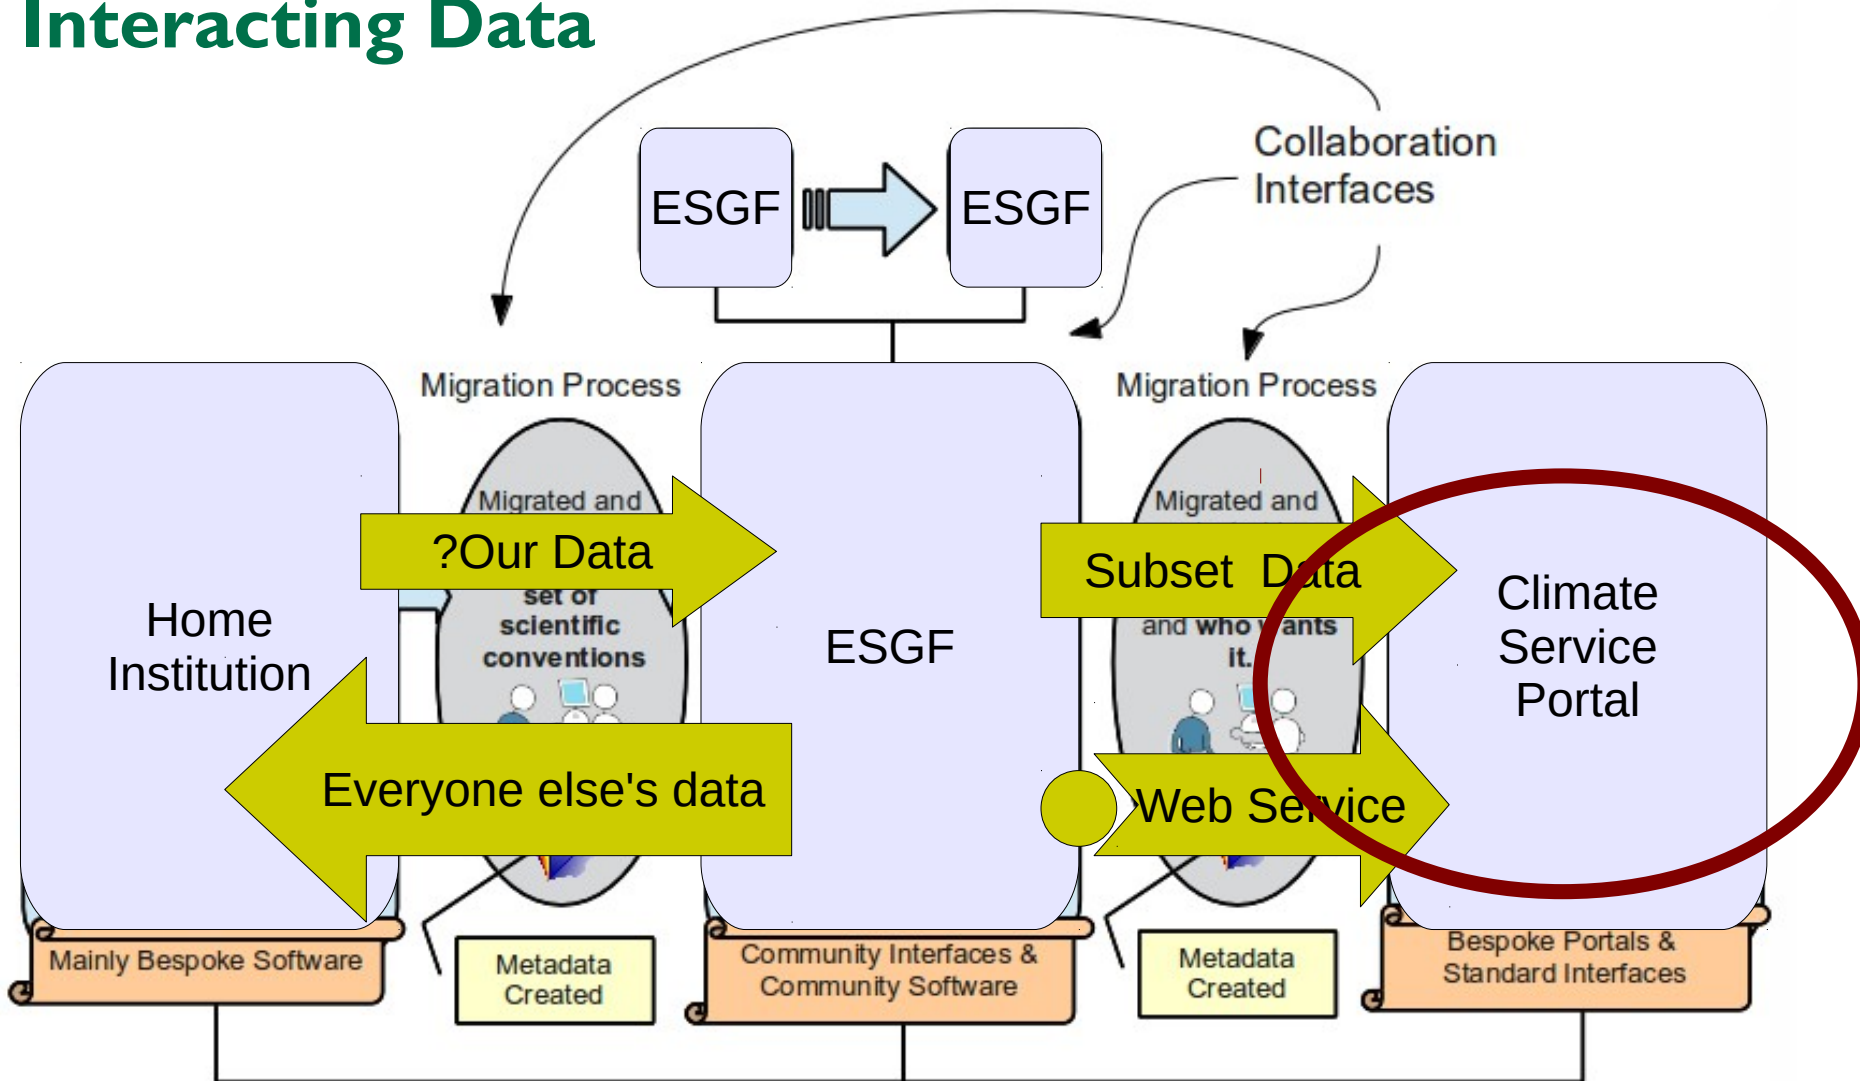 Interacting Data
Collaboration
Interfaces
ESGF
ESGF
Migration Process
Migration Process
Migrated and
Migrated and
?Our Data
Subset Data
set of
scientific
conventions
and who wants
it.
Home
Institution
ESGF
Climate
Service
Portal
Everyone else's data
Web Service
Mainly Bespoke Software
Metadata
Created
Community Interfaces &
Community Software
Metadata
Created
Bespoke Portals &
Standard Interfaces